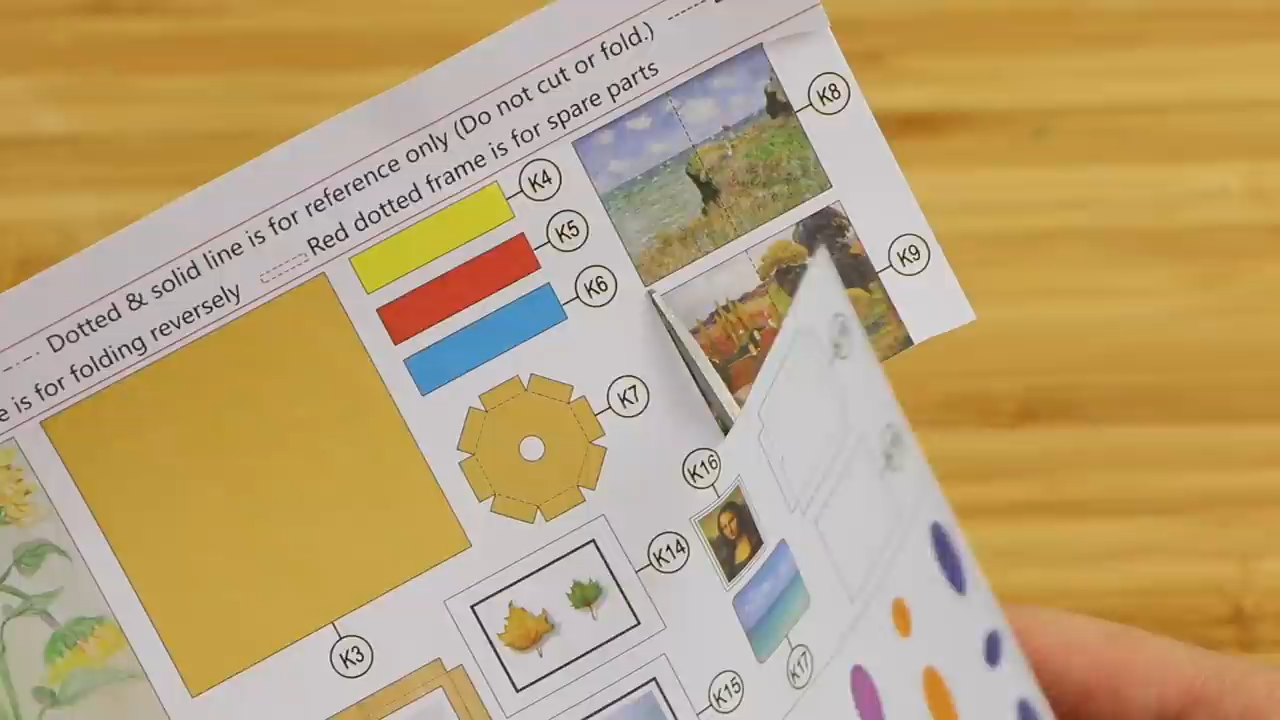 Dotted & solid line is for reference only (Do not cut or fold.)
e is for folding reversely
Red dotted frame is for spare parts
K8
K4
K5
K9
K6
K7
K16
K14
K3
K17
K15